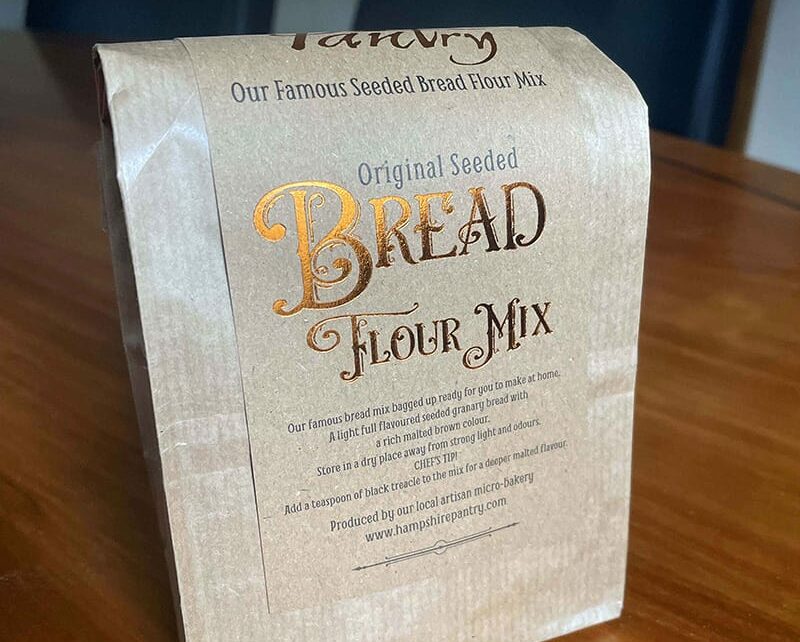 Pantry
Our Famous Seeded Bread Flour Mix
Original Seeded
BREAD
FLOUR MIX
Our famous bread mix bagged up ready for you to make at home.
A light full flavoured seeded granary bread with
a rich malted brown colour.
Store in a dry place away from strong light and odours.
CHEF'S TIP!
Add a teaspoon of black treacle to the mix for a deeper malted flavour.
Produced by our local artisan micro-bakery
www.hampshirepantry.com